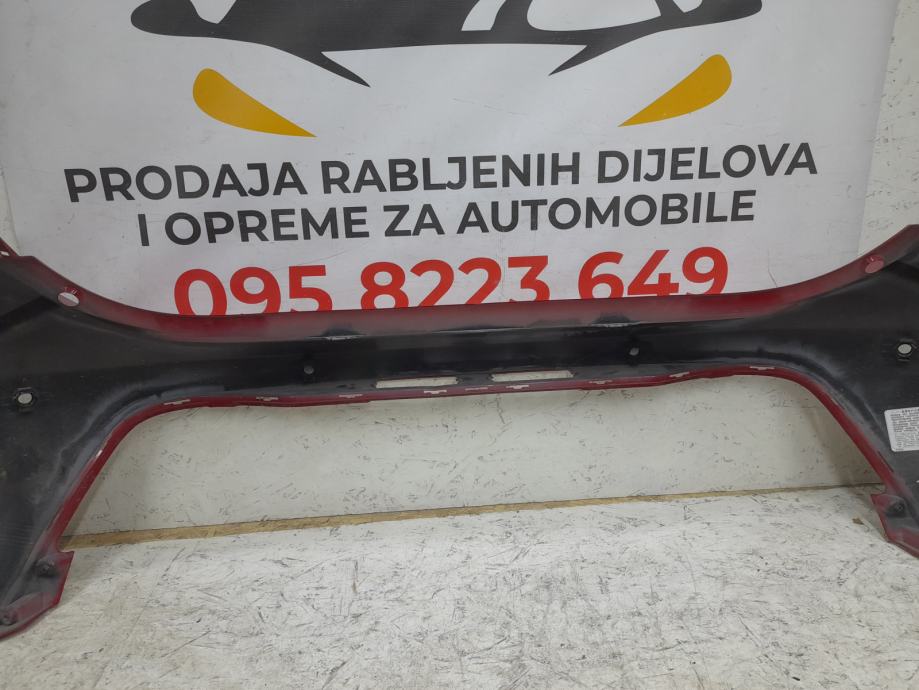 PRODAJA RABLJENIH DIJELOVA
I OPREME ZA AUTOMOBILE
095 8223 649